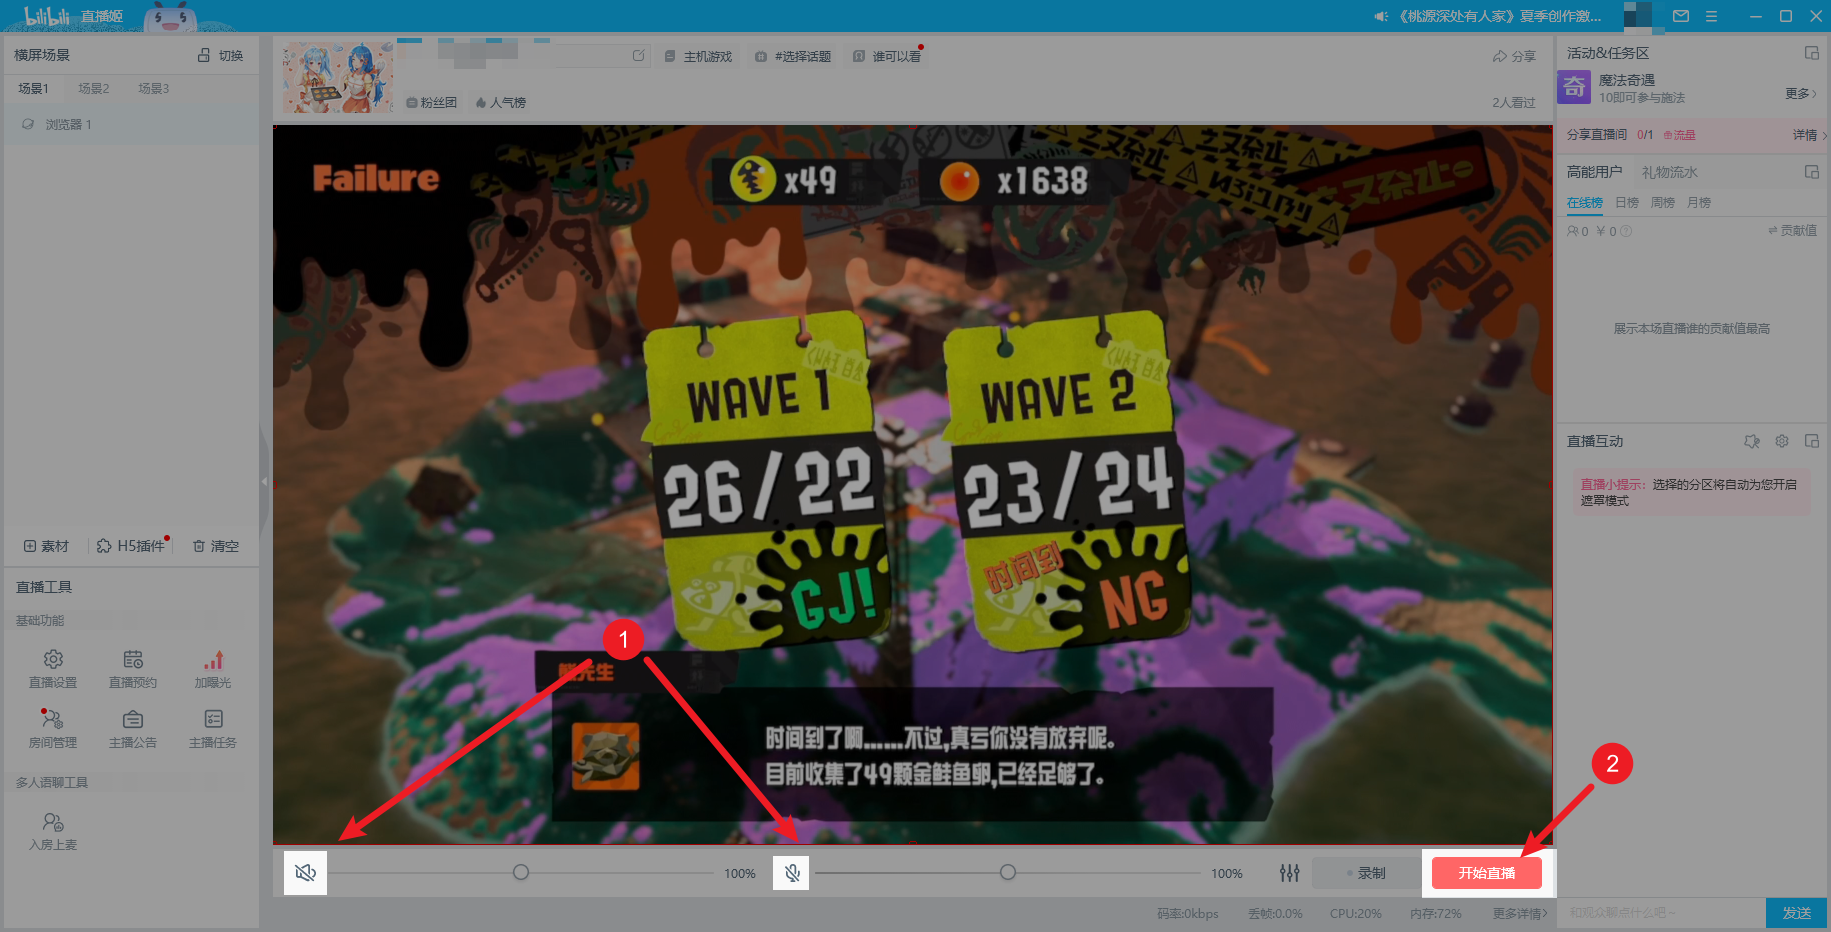 bilibili 直播姬
《桃源深处有人家》夏季创作激...
横屏场景
切换
场景1 场景2 场景3
浏览器 1
素材 H5插件 清空
直播工具
基础功能
直播设置 直播预约 加曝光
房间管理 主播公告 主播任务
多人语聊工具
入房上麦
主机游戏 #选择话题 谁可以看
分享
粉丝团 人气榜
2人看过
Failure
x49 x1638
WAVE 1
26/22
GJ!
WAVE 2
23/24
时间到
NG
1
熊先生
时间到了啊......不过,真亏你没有放弃呢。
目前收集了49颗金鲑鱼卵,已经足够了。
2
100%
100%
录制
开始直播
码率:0kbps 丢帧:0.0% CPU:20% 内存:72% 更多详情>
活动&任务区
奇
魔法奇遇
10即可参与施法
更多>
分享直播间 0/1 流星
详情>
高能用户 礼物流水
在线榜 日榜 周榜 月榜
0 ¥ 0
贡献值
展示本场直播谁的贡献值最高
直播互动
直播小提示：选择的分区将自动为您开启
遮罩模式
和观众聊点什么吧~
发送